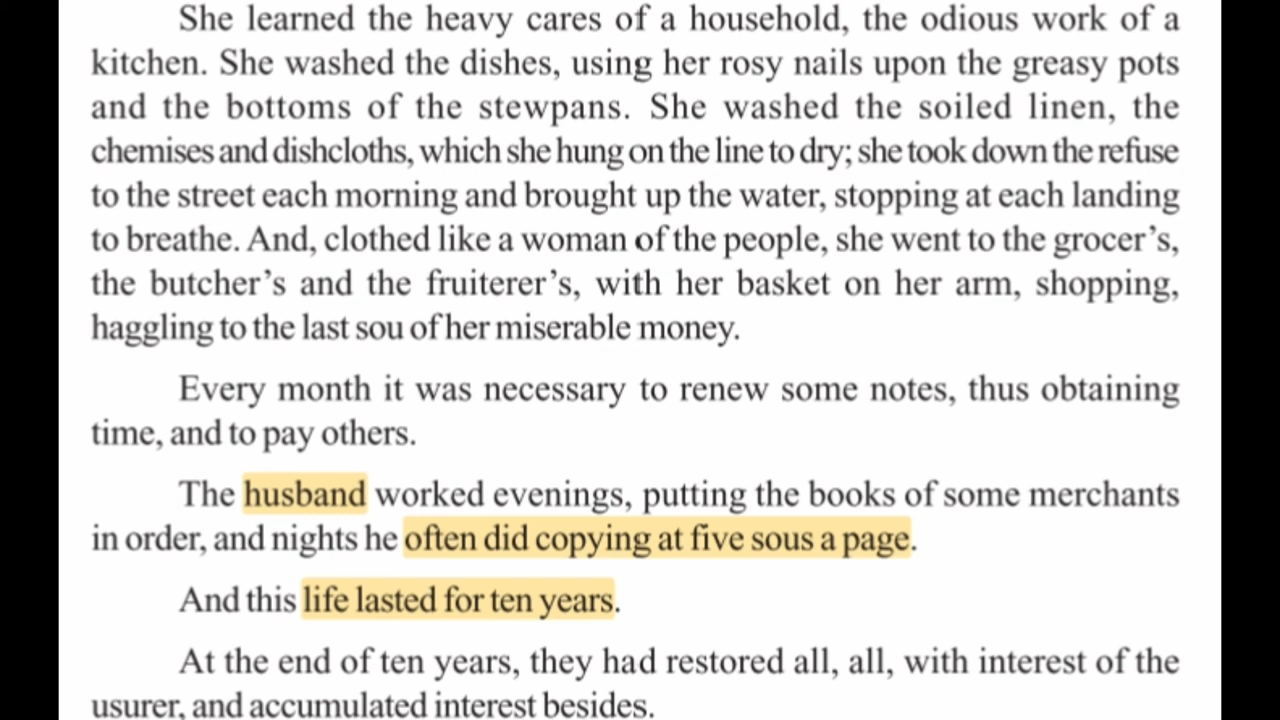 She learned the heavy cares of a household, the odious work of a
kitchen. She washed the dishes, using her rosy nails upon the greasy pots
and the bottoms of the stewpans. She washed the soiled linen, the
chemises and dishcloths, which she hung on the line to dry; she took down the refuse
to the street each morning and brought up the water, stopping at each landing
to breathe. And, clothed like a woman of the people, she went to the grocer’s,
the butcher’s and the fruiterer’s, with her basket on her arm, shopping,
haggling to the last sou of her miserable money.
Every month it was necessary to renew some notes, thus obtaining
time, and to pay others.
The husband worked evenings, putting the books of some merchants
in order, and nights he often did copying at five sous a page.
And this life lasted for ten years.
At the end of ten years, they had restored all, all, with interest of the
usurer, and accumulated interest besides.